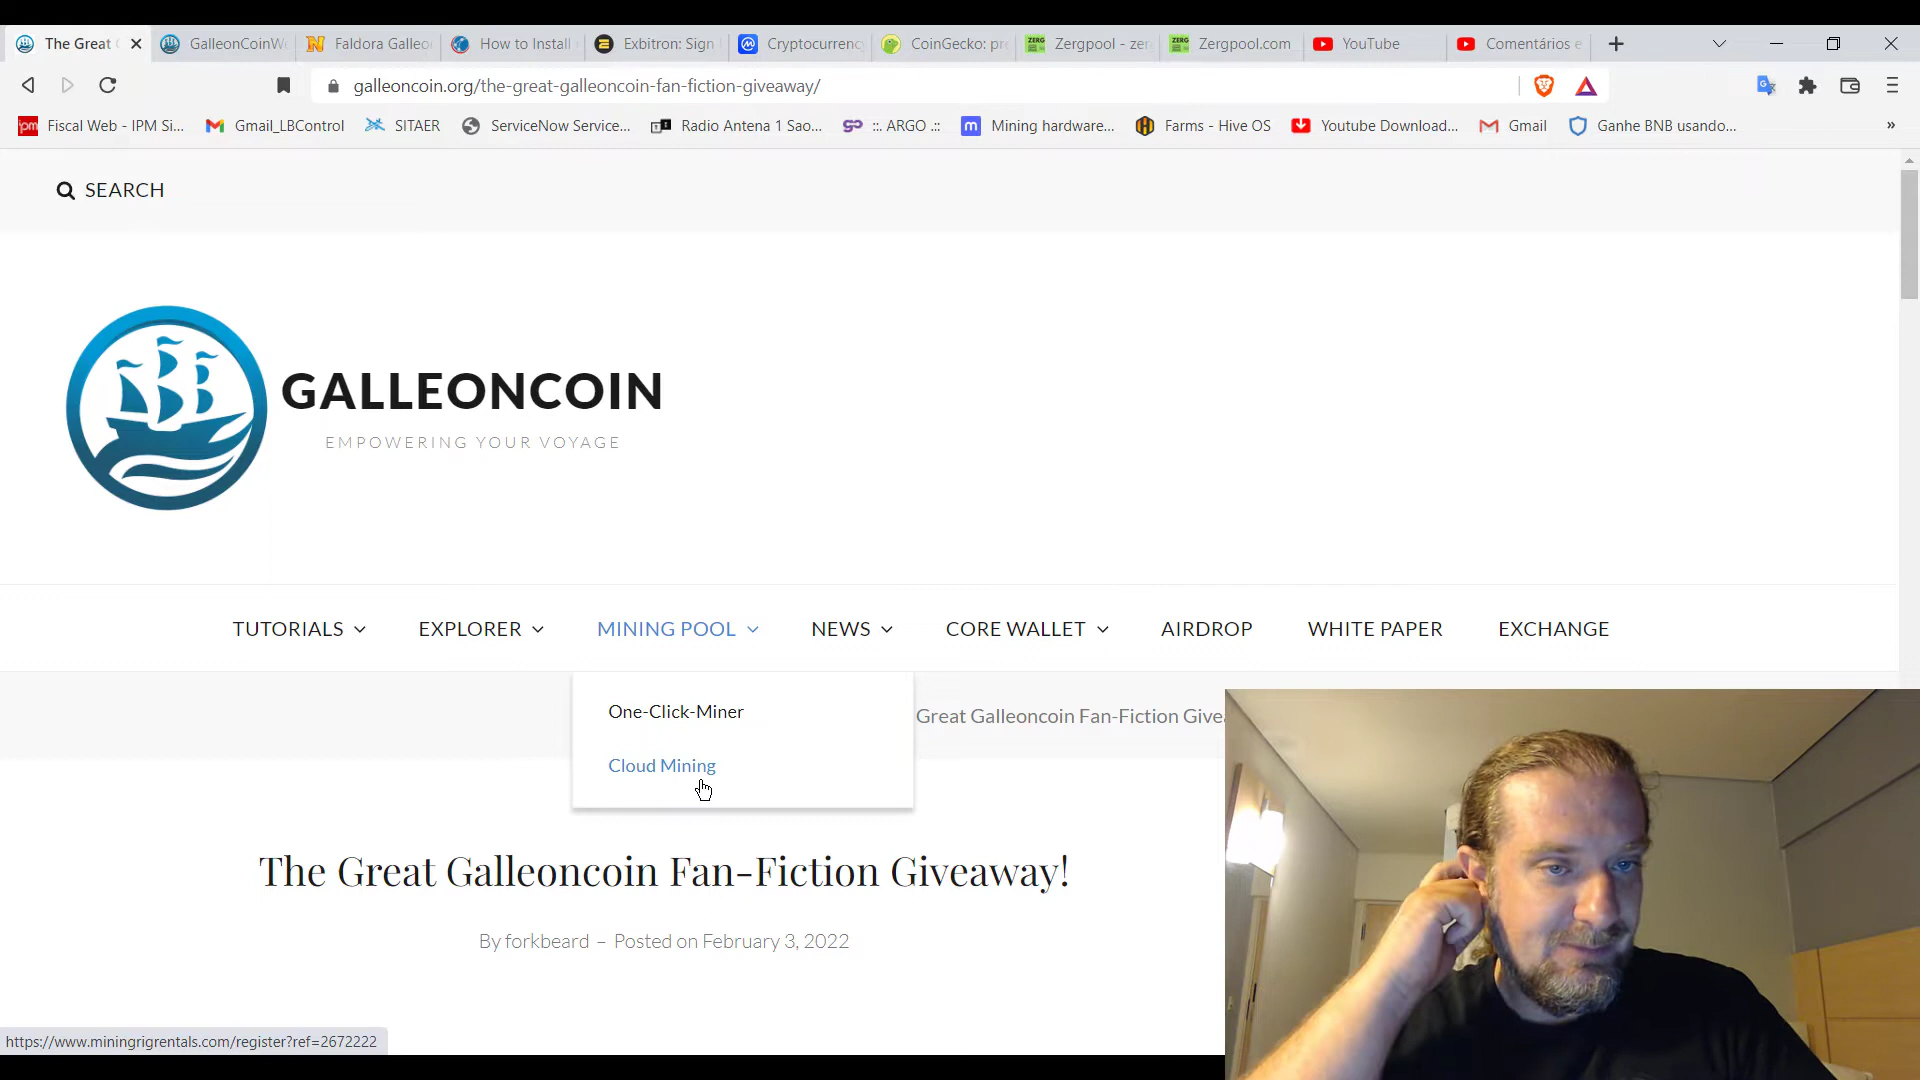 The Great
GalleonCoinWe
Faldora Galleo
How to Install
Exbitron: Sign
Cryptocurrenc
CoinGecko: pr
Zergpool - zer
Zergpool.com
YouTube
Comentários e
galleoncoin.org/the-great-galleoncoin-fan-fiction-giveaway/
ipm Fiscal Web - IPM Si...
Gmail_LBControl
SITAER
ServiceNow Service...
Radio Antena 1 Sao...
:: ARGO .::
Mining hardware...
Farms - Hive OS
Youtube Download...
Gmail
Ganhe BNB usando...
»
SEARCH
GALLEONCOIN
EMPOWERING YOUR VOYAGE
TUTORIALS
EXPLORER
MINING POOL
NEWS
CORE WALLET
AIRDROP
WHITE PAPER
EXCHANGE
One-Click-Miner
Cloud Mining
Great Galleoncoin Fan-Fiction Givea
The Great Galleoncoin Fan-Fiction Giveaway!
By forkbeard – Posted on February 3, 2022
https://www.miningrigrentals.com/register?ref=2672222